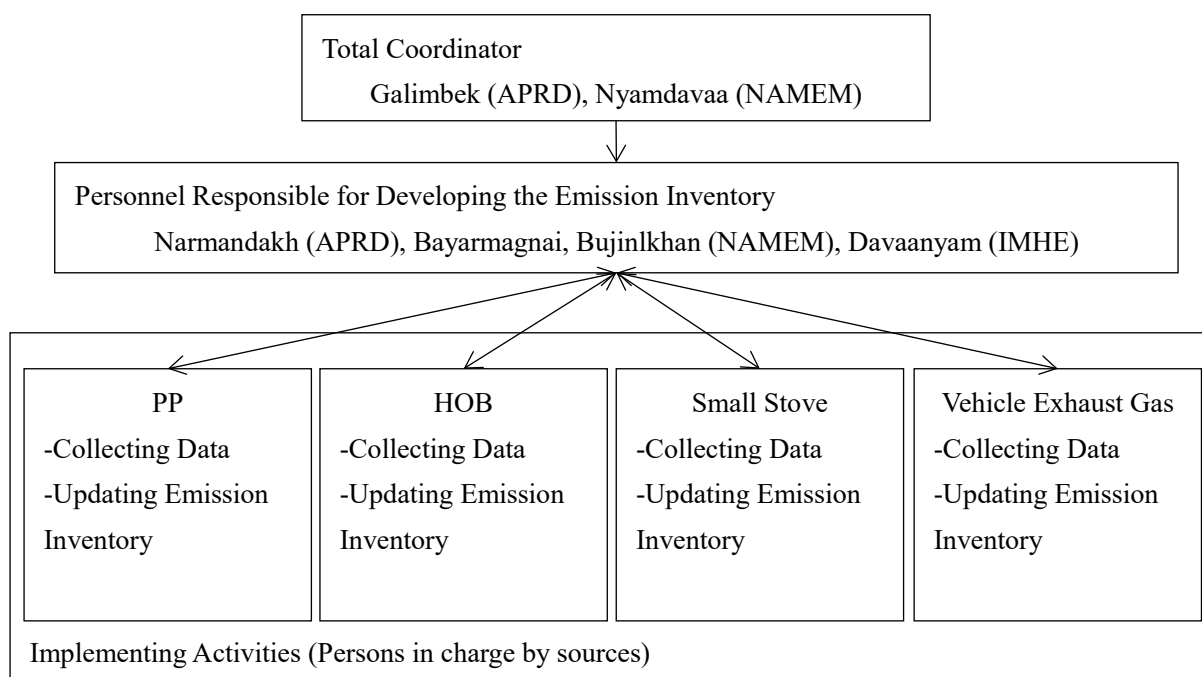 Total Coordinator
Galimbek (APRD), Nyamdavaa (NAMEM)
Personnel Responsible for Developing the Emission Inventory
Narmandakh (APRD), Bayarmagnai, Bujinlkhan (NAMEM), Davaanyam (IMHE)
PP
-Collecting Data
-Updating Emission
Inventory
HOB
-Collecting Data
-Updating Emission
Inventory
Small Stove
-Collecting Data
-Updating Emission
Inventory
Vehicle Exhaust Gas
-Collecting Data
-Updating Emission
Inventory
Implementing Activities (Persons in charge by sources)